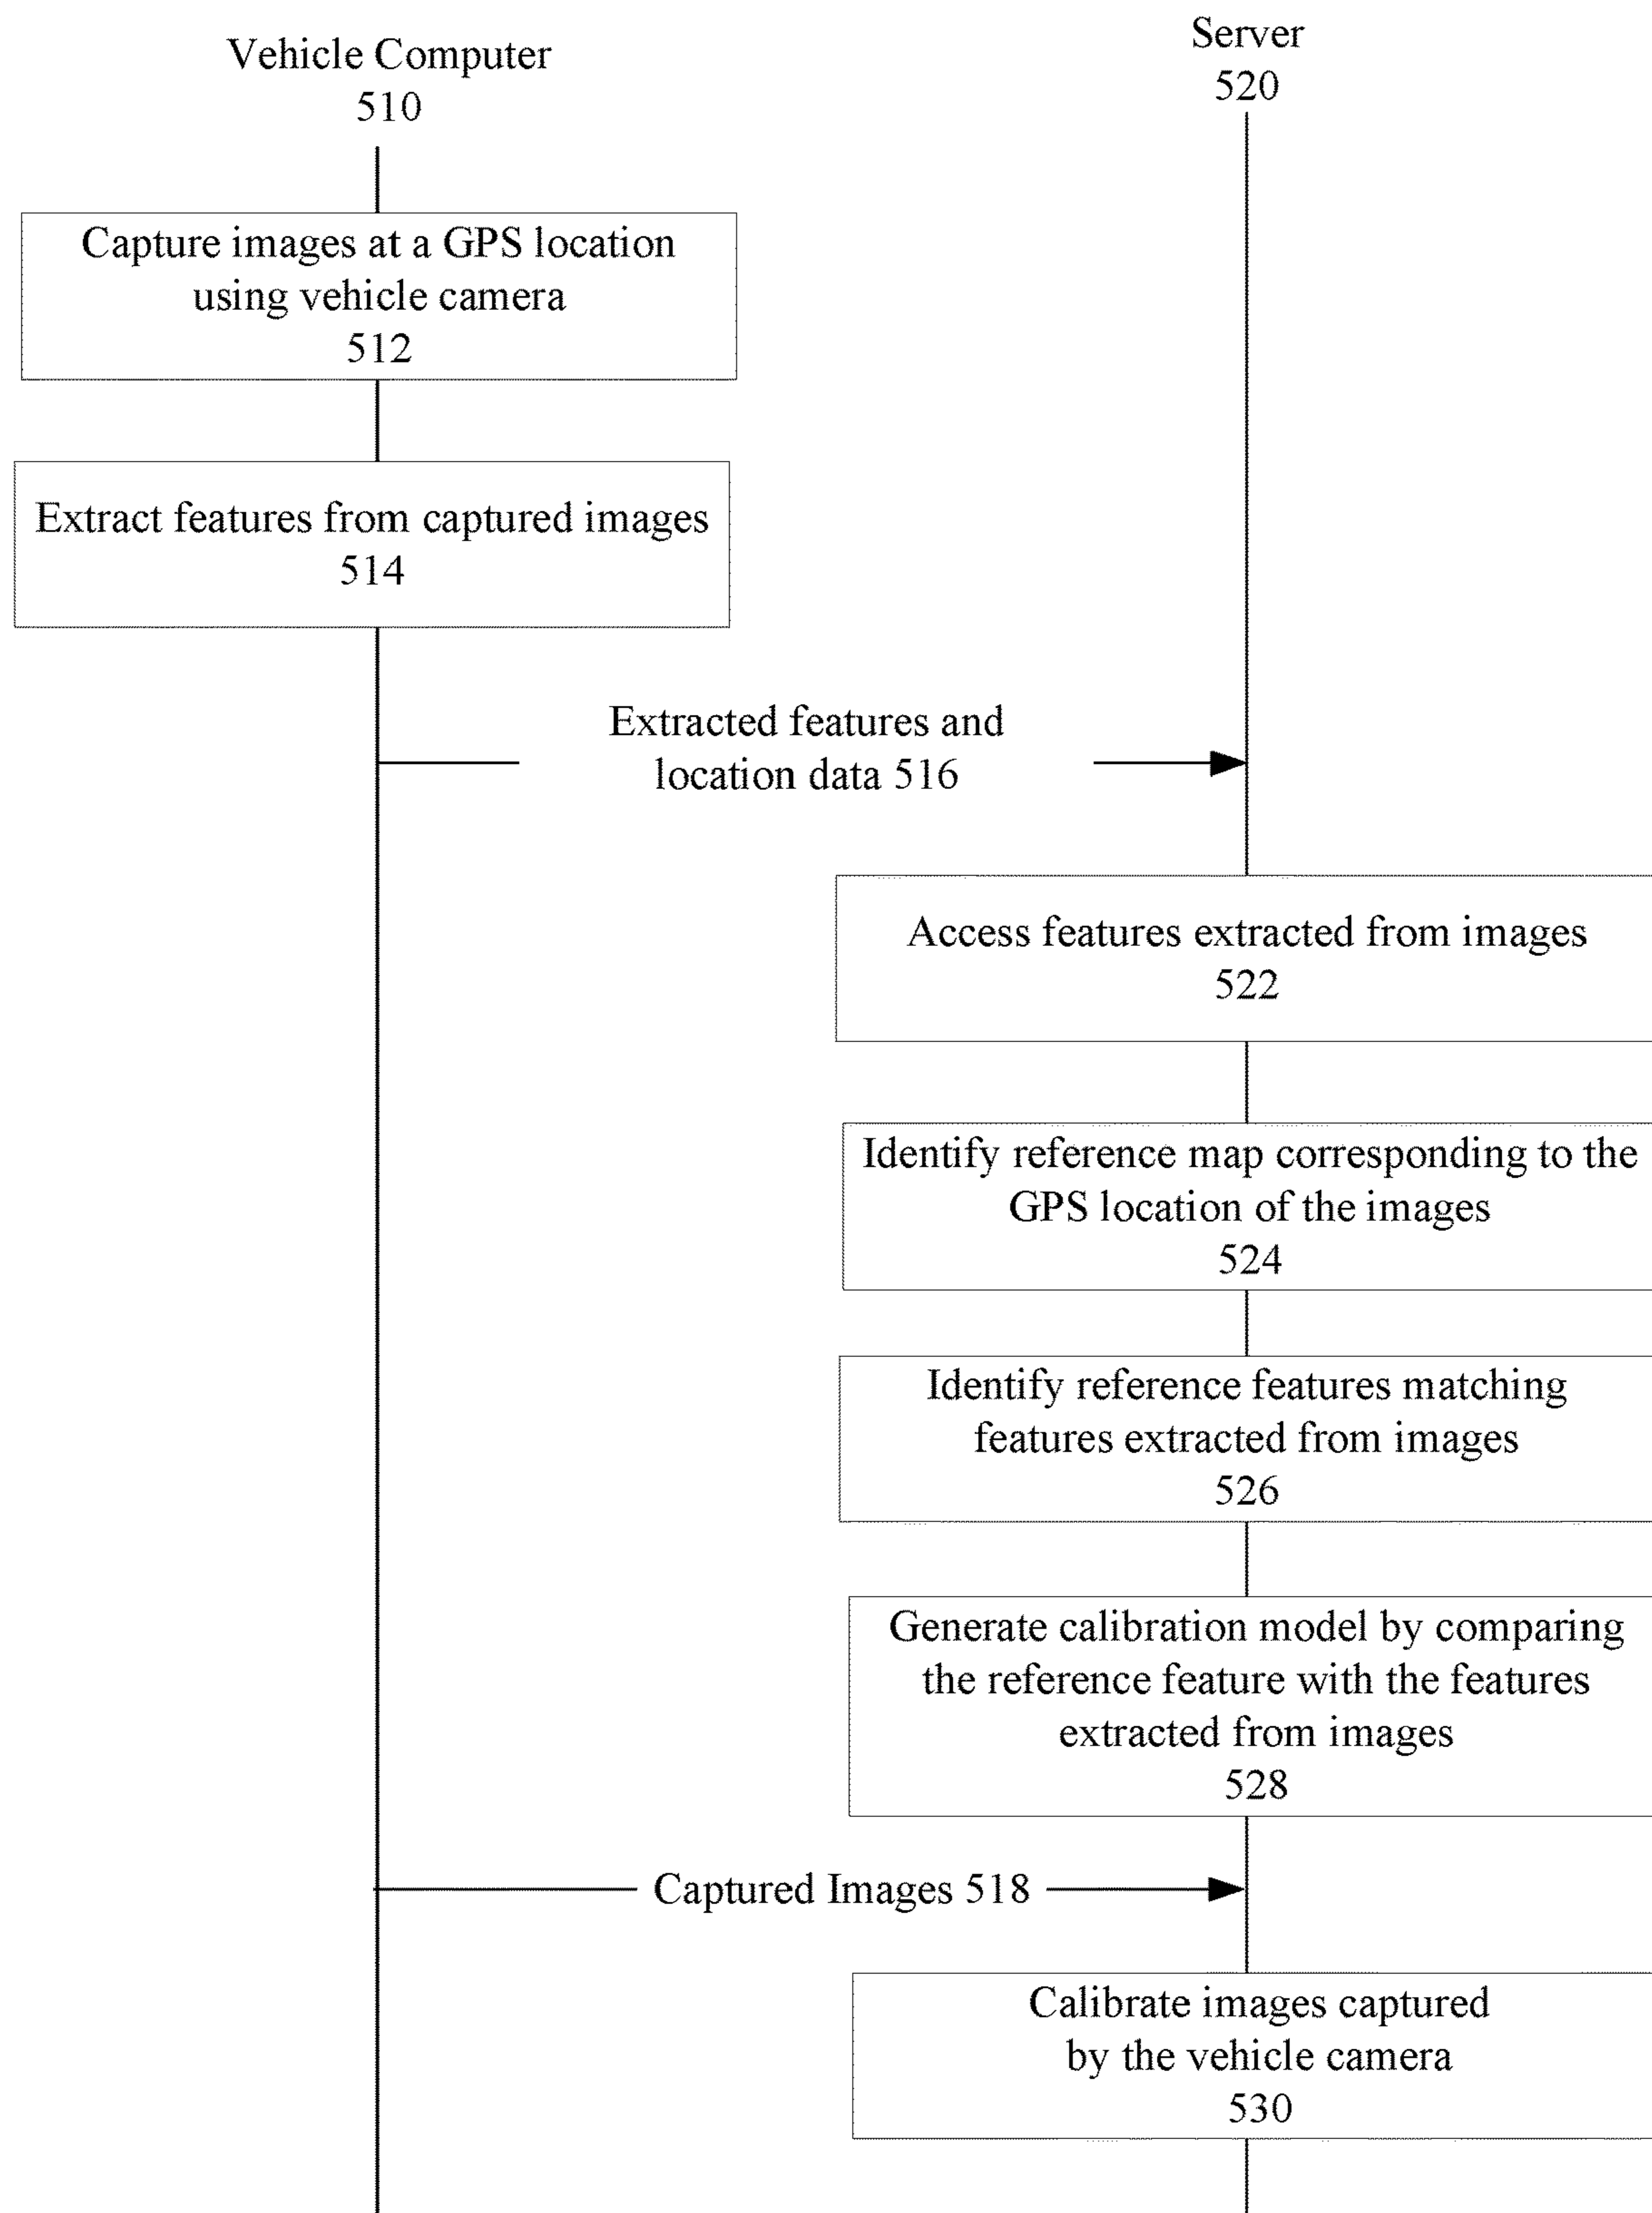 Vehicle Computer
510
Server
520
Capture images at a GPS location
using vehicle camera
512
Extract features from captured images
514
Extracted features and
location data 516
Access features extracted from images
522
Identify reference map corresponding to the
GPS location of the images
524
Identify reference features matching
features extracted from images
526
Generate calibration model by comparing
the reference feature with the features
extracted from images
528
Captured Images 518
Calibrate images captured
by the vehicle camera
530